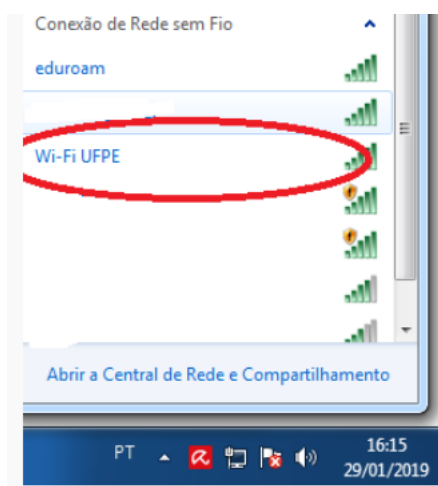 Conexão de Rede sem Fio
eduroam
Wi-Fi UFPE
Abrir a Central de Rede e Compartilhamento
PT
16:15
29/01/2019